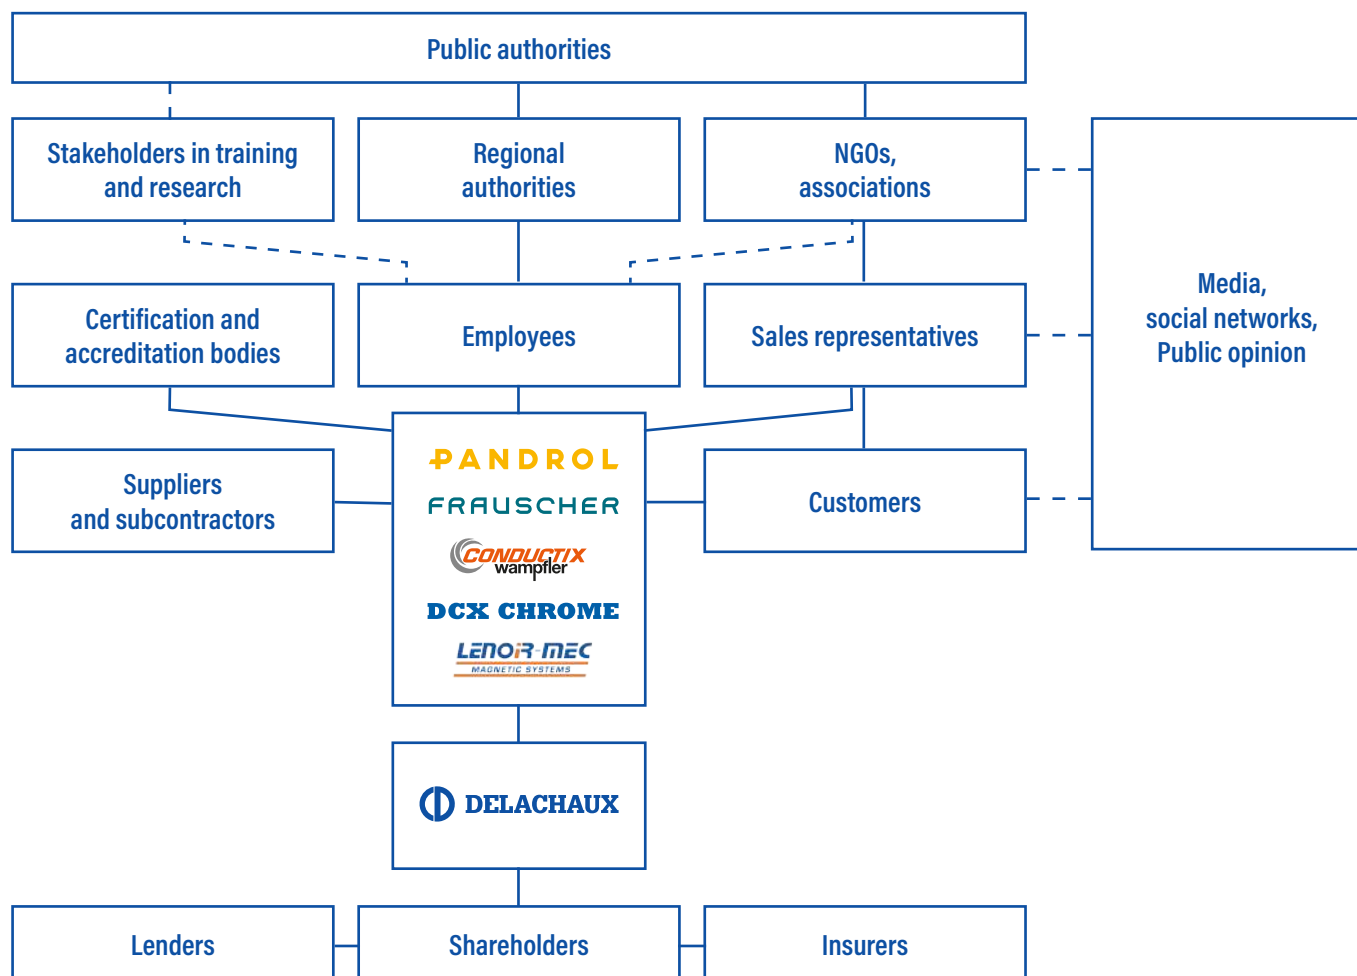 Public authorities
Stakeholders in training
and research
Regional
authorities
NGOs,
associations
Media,
social networks,
Public opinion
Certification and
accreditation bodies
Employees
Sales representatives
Suppliers
and subcontractors
PANDROL
FRAUSCHER
CONDUCTIX
wampfler
DCX CHROME
LENOIR-MEC
MAGNETIC SYSTEMS
Customers
DELACHAUX
Lenders
Shareholders
Insurers